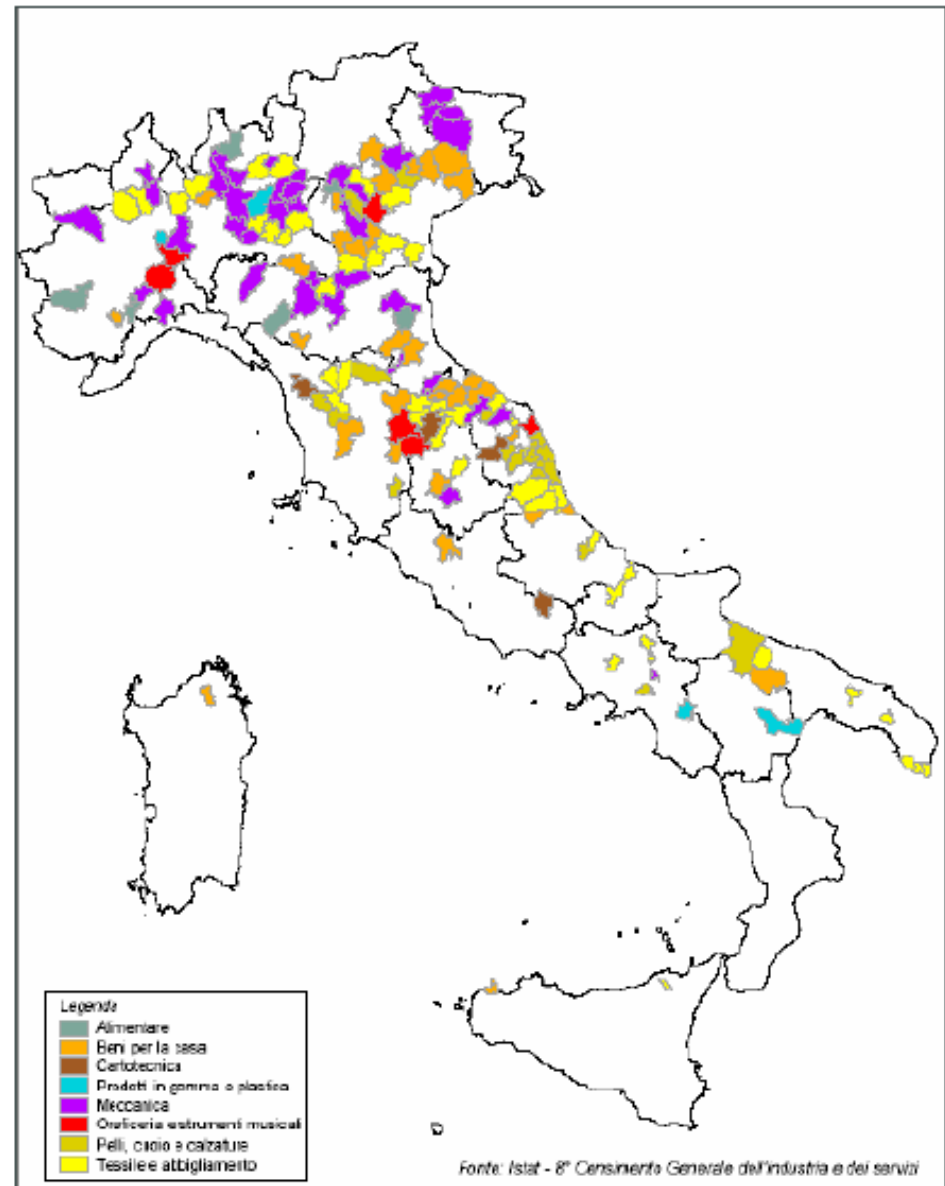 Legenda
Alimentare
Beni per la casa
Cartotecnica
Prodotti in gomma e plastica
Meccanica
Oreficeria e strumenti musicali
Pelli, cuoio e calzature
Tessile e abbigliamento
Fonte: Istat - 8° Censimento Generale dell'industria e dei servizi